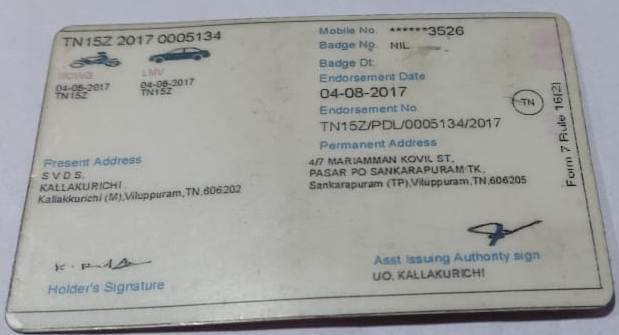 TN15Z 2017 0005134
MCWG LMV
04-08-2017 04-08-2017
TN15Z TN15Z
Mobile No ******3526
Badge No. NIL
Badge Dt:
Endorsement Date
04-08-2017
Endorsement No.
TN15Z/PDL/0005134/2017
TN
Form 7 Rule 16(2)
Present Address
S V D S,
KALLAKURICHI,
Kallakkurichi (M),Viluppuram,TN,606202
Permanent Address
4/7 MARIAMMAN KOVIL ST,
PASAR PO SANKARAPURAM TK,
Sankarapuram (TP),Viluppuram,TN,606205
Holder's Signature
Asst Issuing Authority sign
UO, KALLAKURICHI